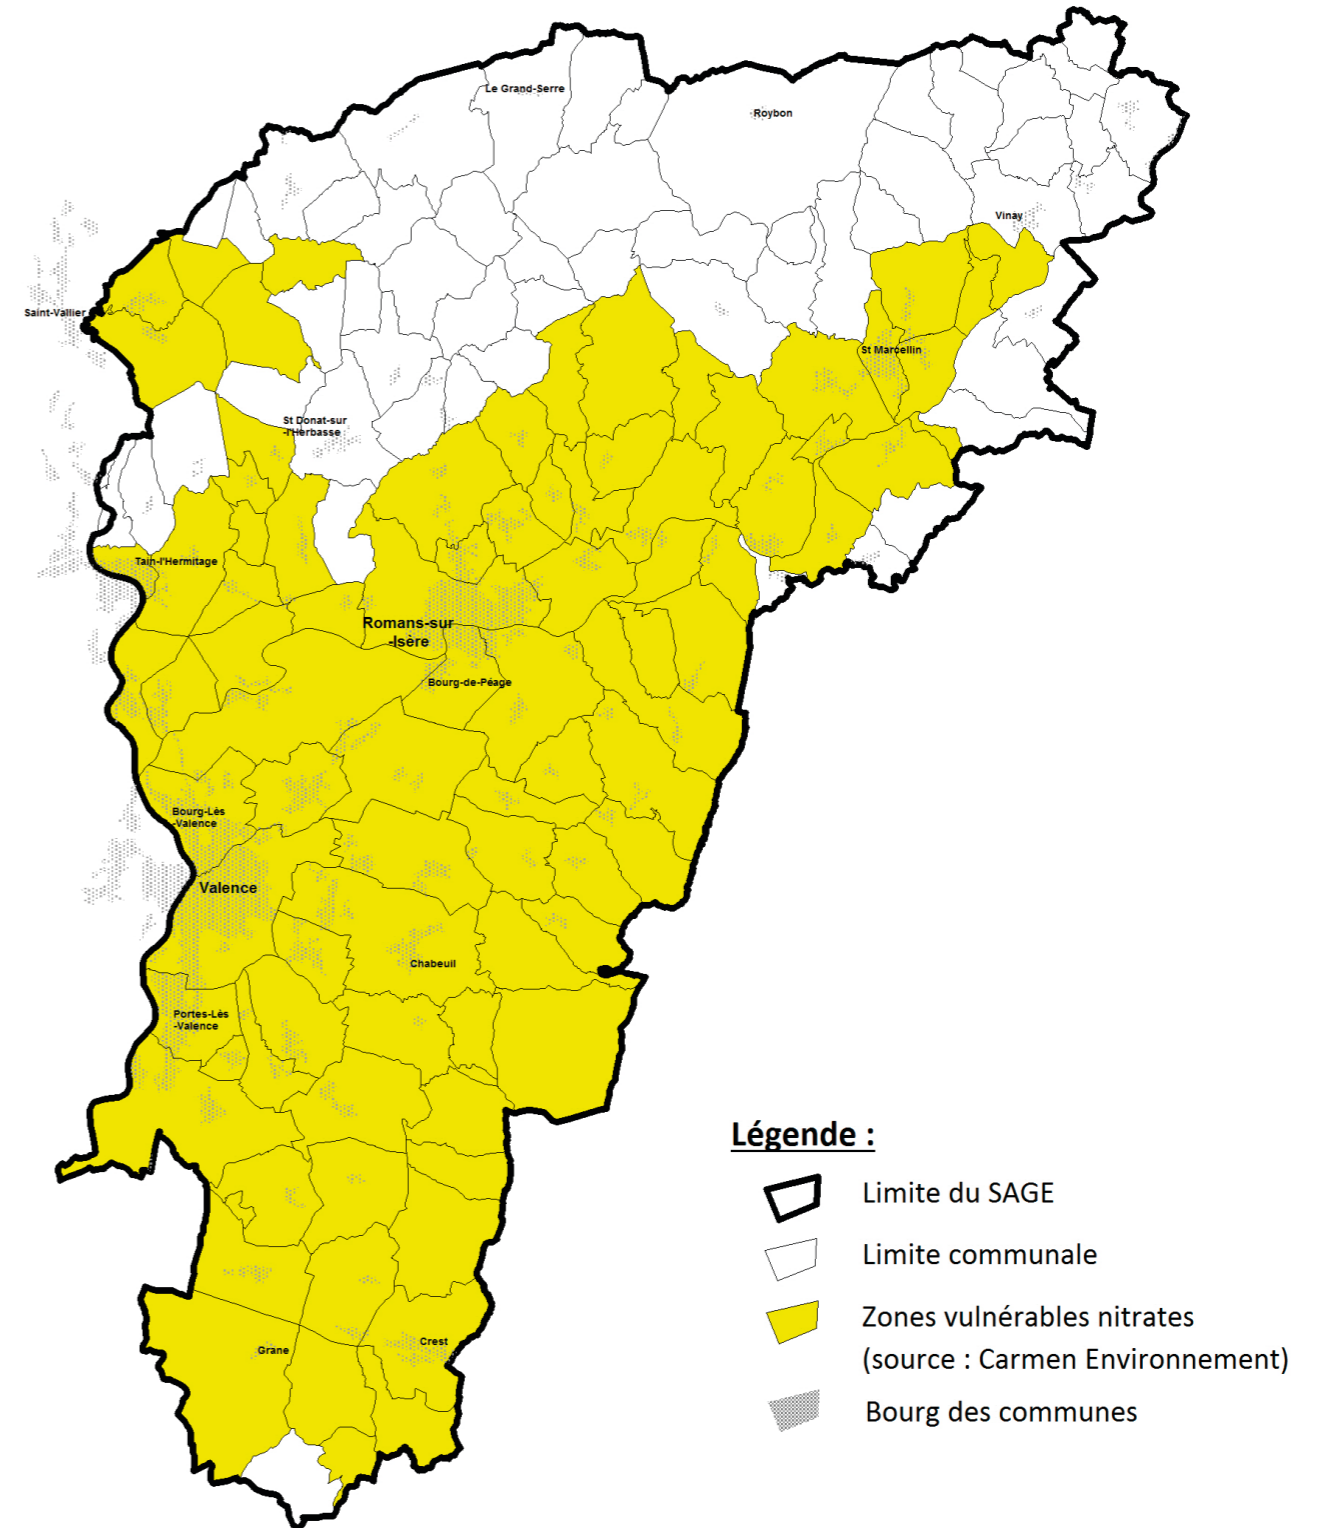 Le Grand-Serre
Roybon
Vinay
Saint-Vallier
St Marcellin
St Donat-sur
-l'Herbasse
Tain-l'Hermitage
Romans-sur
-Isère
Bourg-de-Péage
Bourg-Lès
-Valence
Valence
Chabeuil
Portes-Lès
-Valence
Grane
Crest
Légende :
Limite du SAGE
Limite communale
Zones vulnérables nitrates
(source : Carmen Environnement)
Bourg des communes